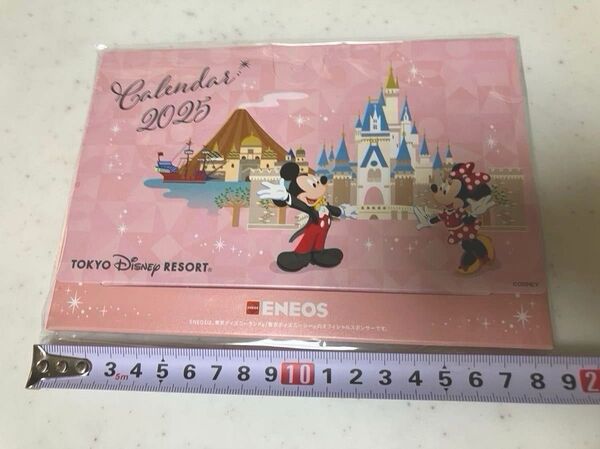 Calendar
2025
TOKYO Disney RESORT®
©DISNEY
ENEOS
ENEOSは、東京ディズニーランド®/東京ディズニーシー®のオフィシャルスポンサーです。
3 4 5 6 7 8 9 10 1 2 3 4 5 6 7 8 9 2
5m